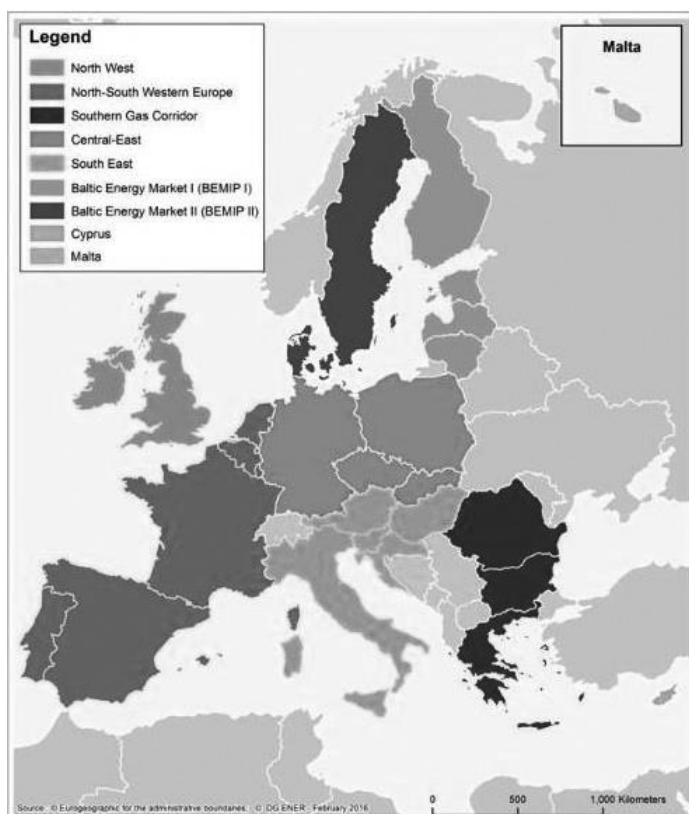 Legend
North West
North-South Western Europe
Southern Gas Corridor
Central-East
South East
Baltic Energy Market I (BEMIP I)
Baltic Energy Market II (BEMIP II)
Cyprus
Malta
Malta
Source: © Eurogeographic for the administrative boundaries; © DG ENER - February 2016
0 500 1,000 Kilometers